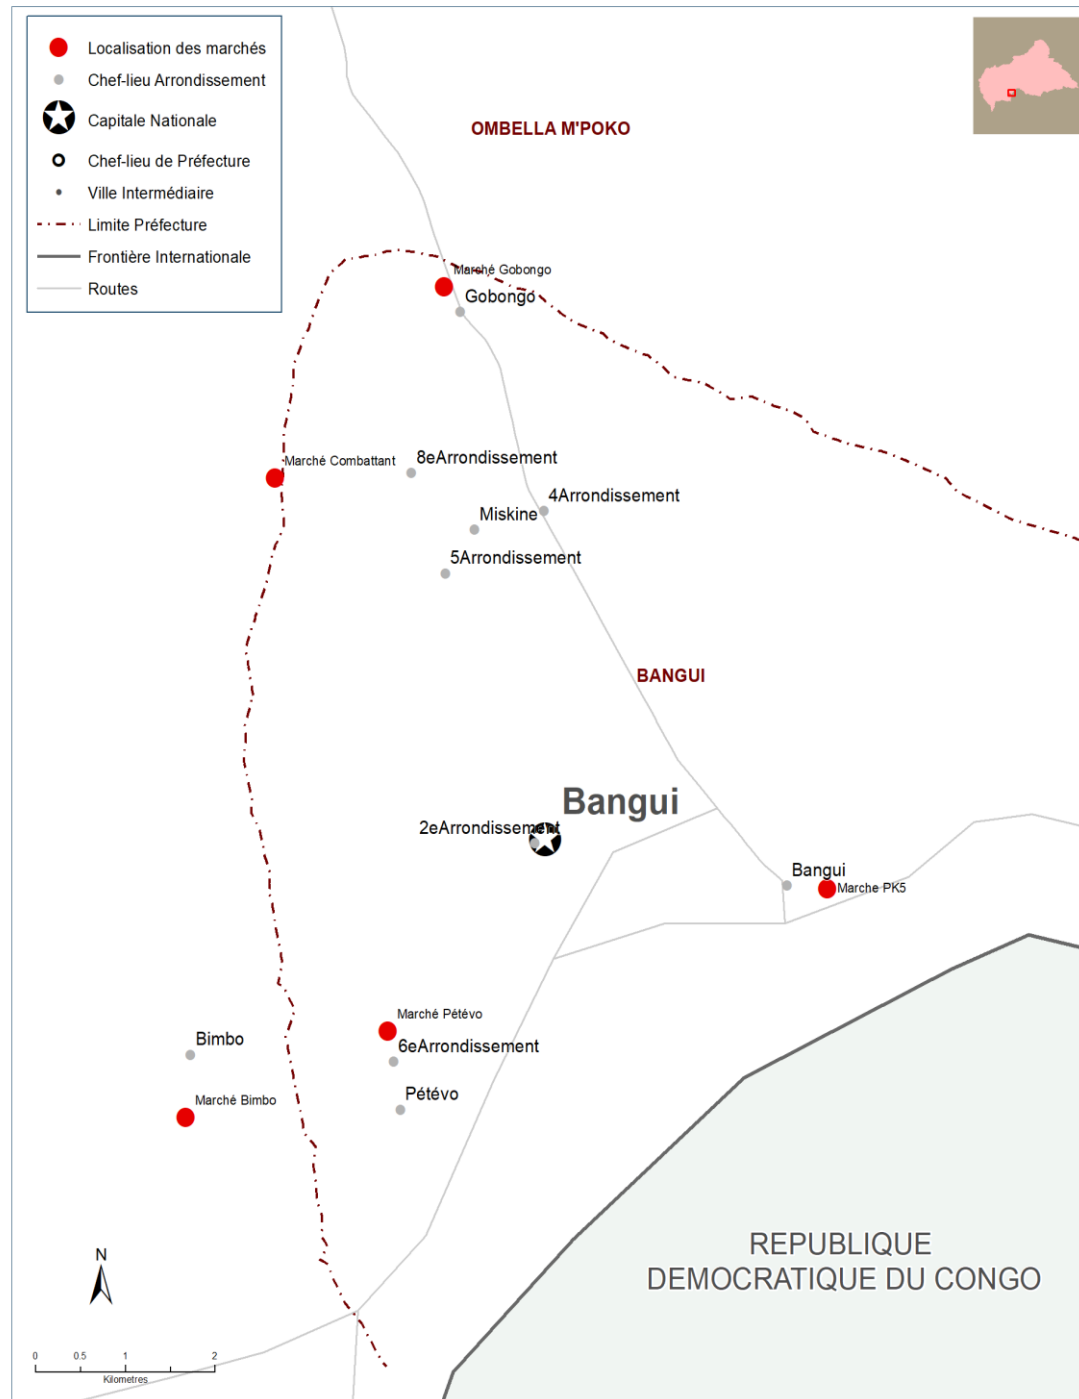 Localisation des marchés
Chef-lieu Arrondissement
Capitale Nationale
Chef-lieu de Préfecture
Ville Intermédiaire
Limite Préfecture
Frontière Internationale
Routes
OMBELLA M'POKO
Marché Gobongo
Gobongo
Marché Combattant
8eArrondissement
4Arrondissement
Miskine
5Arrondissement
BANGUI
Bangui
2eArrondissement
Bangui
Marche PK5
Marché Pétévo
Bimbo
6eArrondissement
Marché Bimbo
Pétévo
REPUBLIQUE
DEMOCRATIQUE DU CONGO
N
0 0.5 1 2
Kilometres